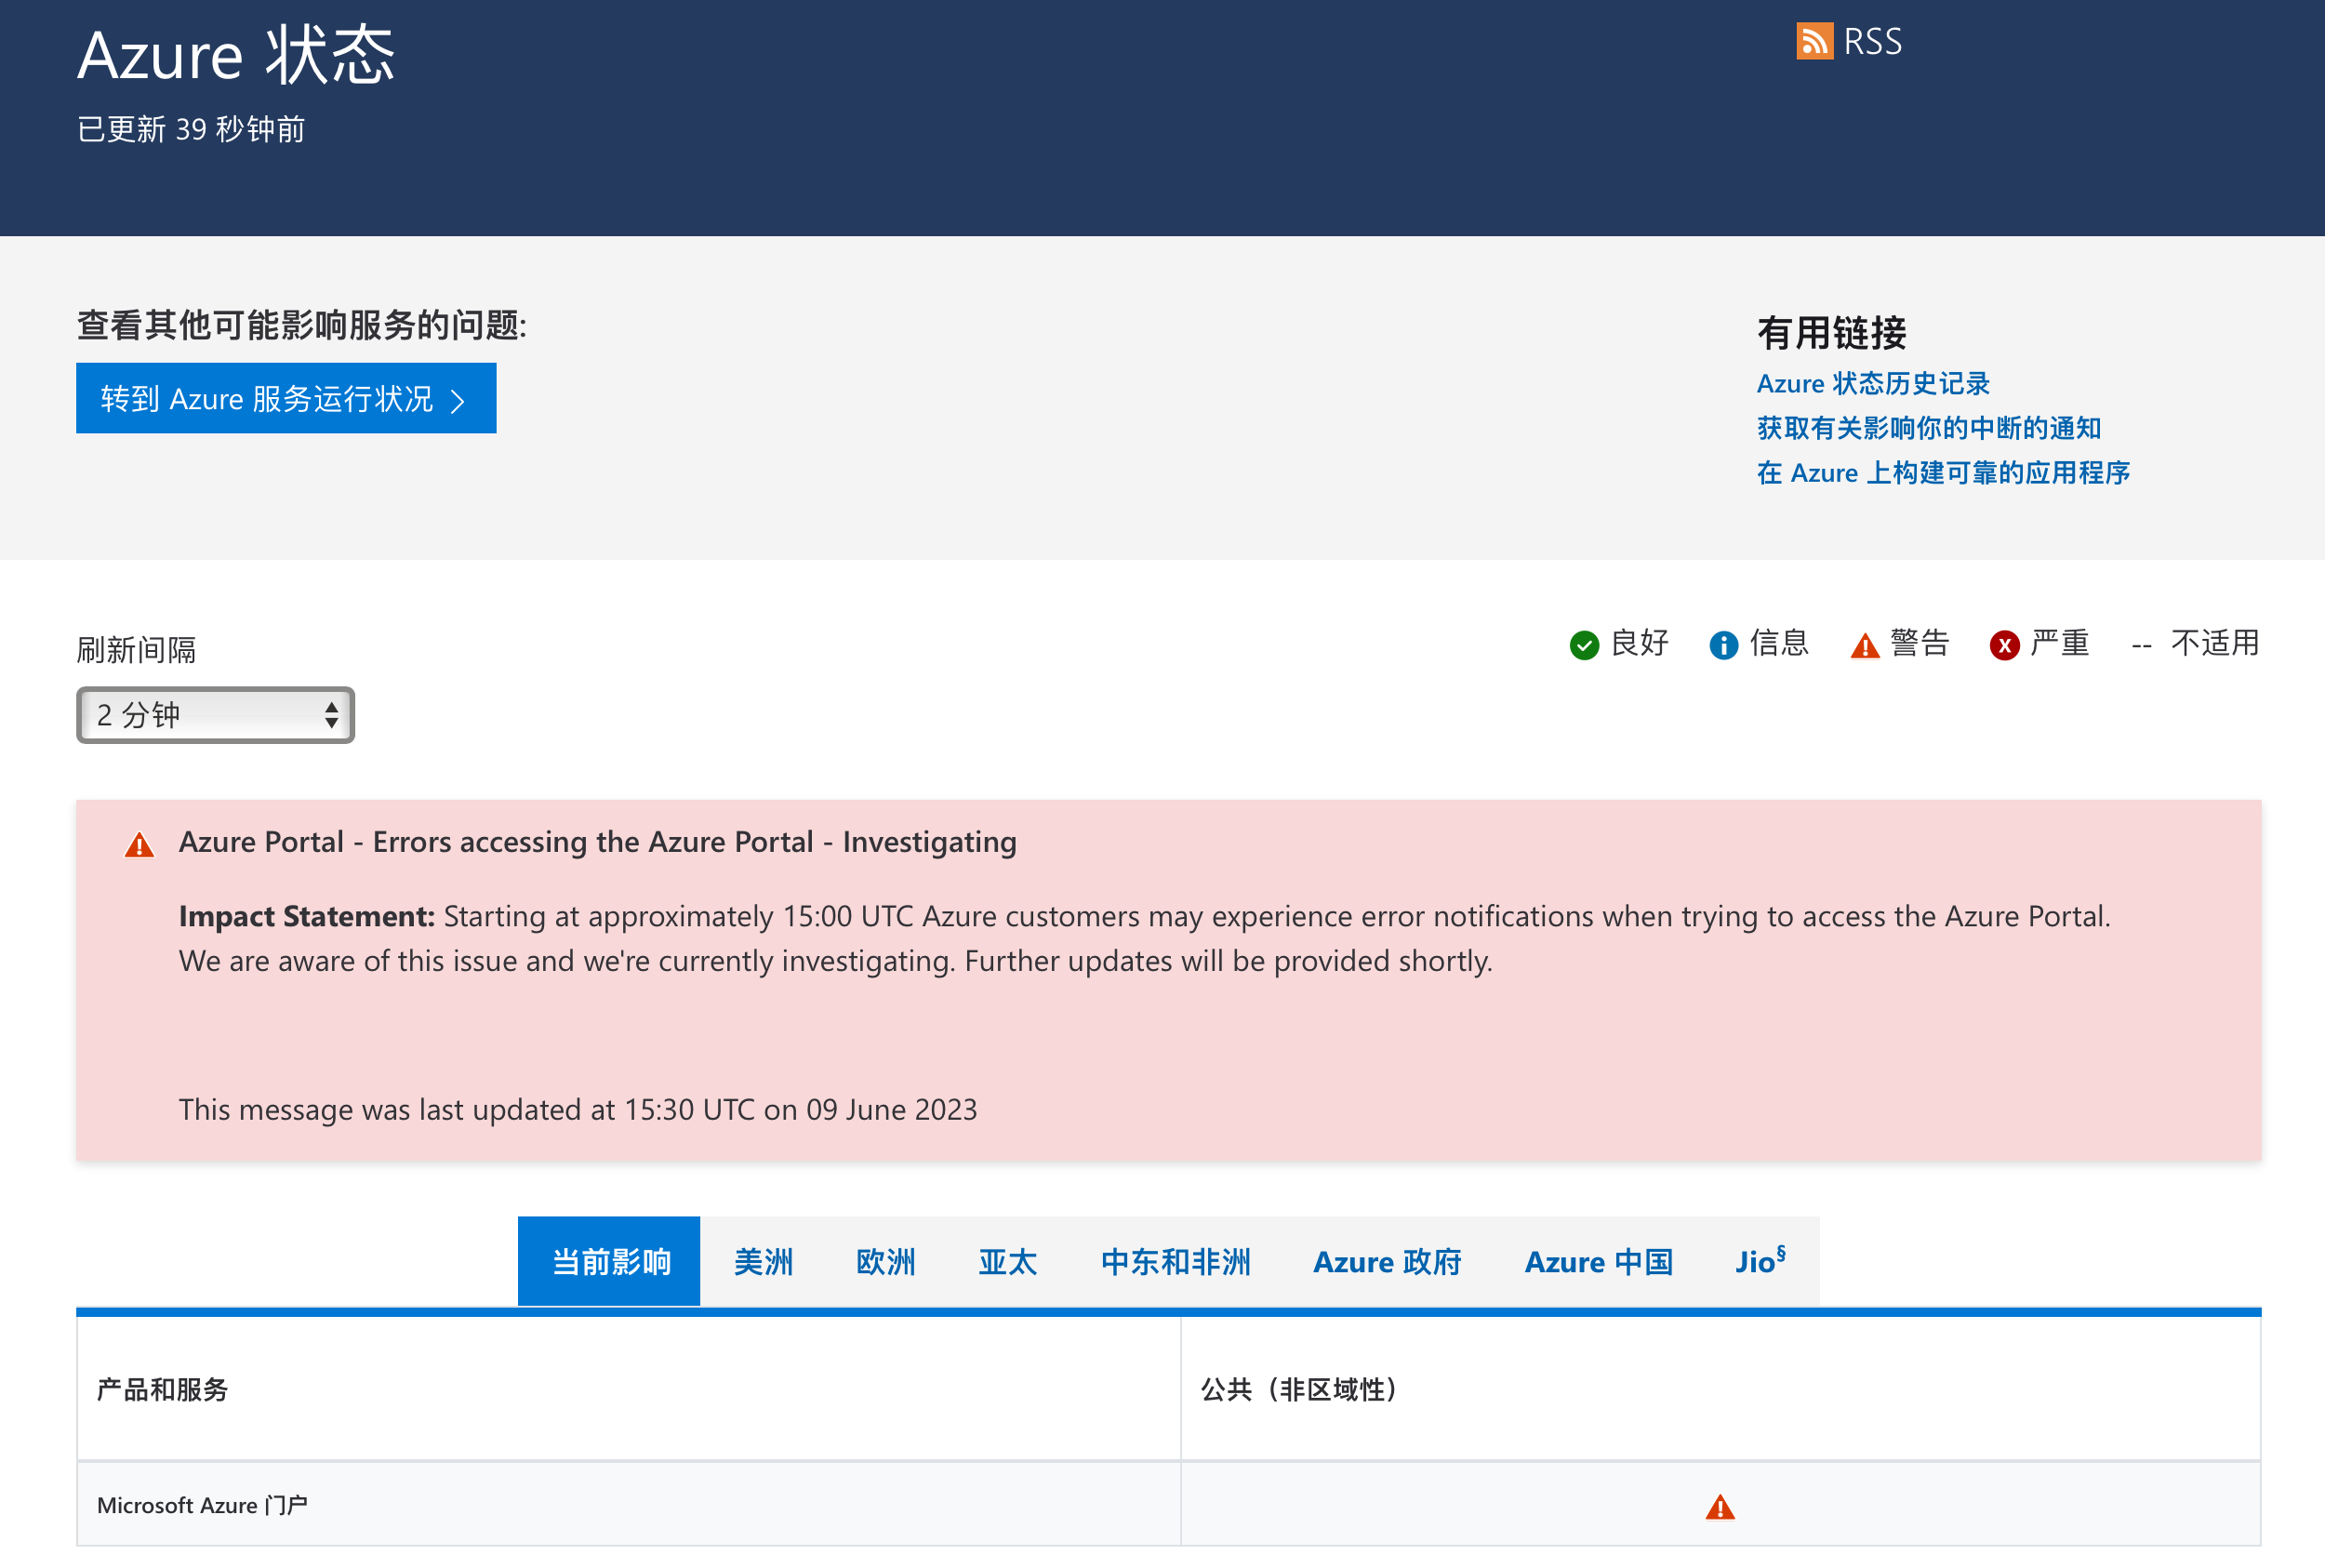 Azure 状态
RSS
已更新 39 秒钟前
查看其他可能影响服务的问题:
转到 Azure 服务运行状况
有用链接
Azure 状态历史记录
获取有关影响你的中断的通知
在 Azure 上构建可靠的应用程序
刷新间隔
良好 信息 警告 严重 -- 不适用
2 分钟
Azure Portal - Errors accessing the Azure Portal - Investigating
Impact Statement: Starting at approximately 15:00 UTC Azure customers may experience error notifications when trying to access the Azure Portal.
We are aware of this issue and we're currently investigating. Further updates will be provided shortly.
This message was last updated at 15:30 UTC on 09 June 2023
当前影响 美洲 欧洲 亚太 中东和非洲 Azure 政府 Azure 中国 Jio§
产品和服务 公共（非区域性）
Microsoft Azure 门户